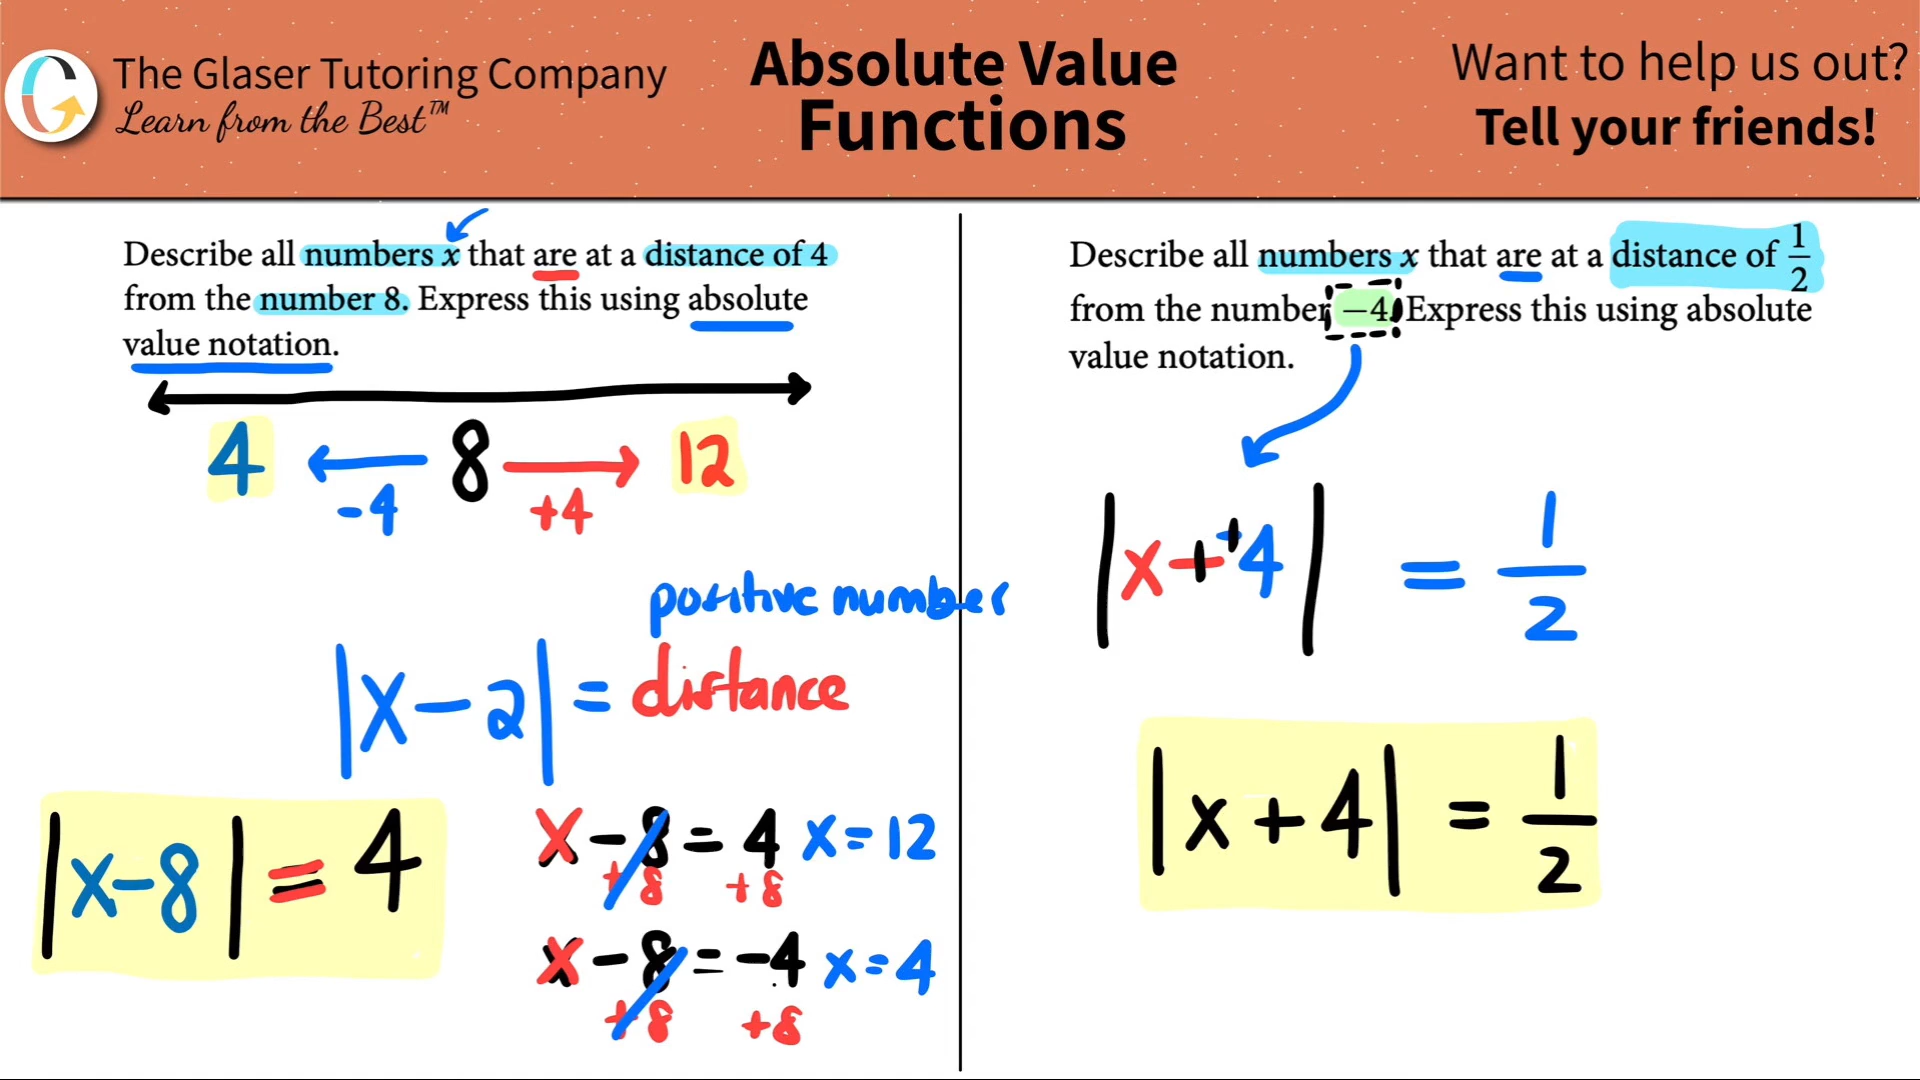 The Glaser Tutoring Company
Learn from the Best™
Absolute Value
Functions
Want to help us out?
Tell your friends!
Describe all numbers x that are at a distance of 4
from the number 8. Express this using absolute
value notation.
4 ← 8 → 12
-4 +4
positive number
|x-2| = distance
|x-8| = 4
x-8=4 x=12
+8 +8
x-8=-4 x=4
+8 +8
Describe all numbers x that are at a distance of 1/2
from the number −4. Express this using absolute
value notation.
|x++4| = 1/2
|x+4| = 1/2